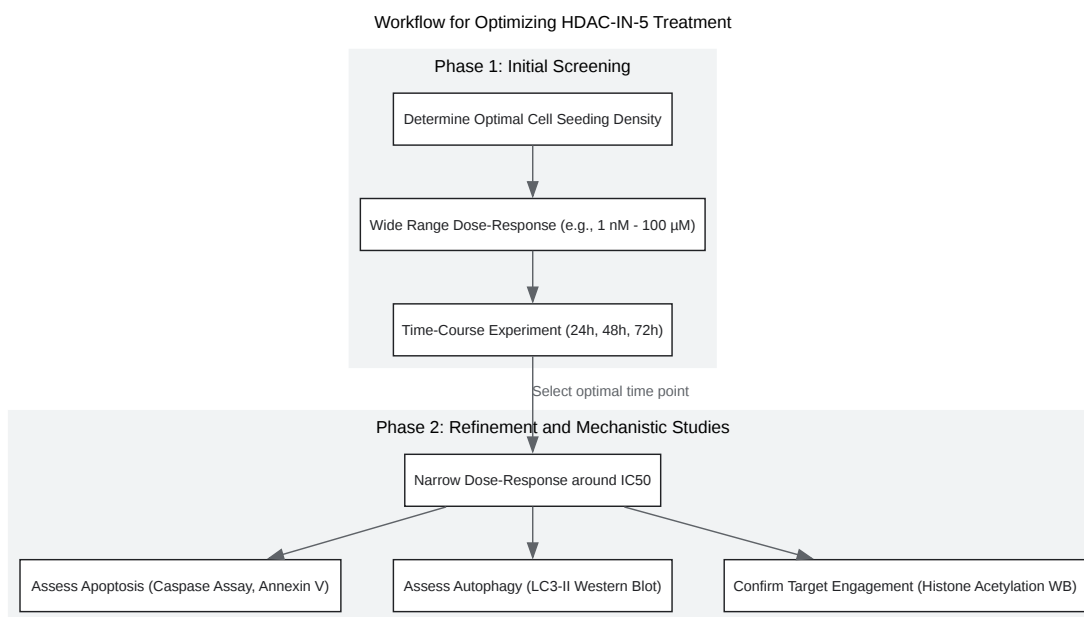 Workflow for Optimizing HDAC-IN-5 Treatment
Phase 1: Initial Screening
Determine Optimal Cell Seeding Density
Wide Range Dose-Response (e.g., 1 nM - 100 µM)
Time-Course Experiment (24h, 48h, 72h)
Select optimal time point
Phase 2: Refinement and Mechanistic Studies
Narrow Dose-Response around IC50
Assess Apoptosis (Caspase Assay, Annexin V)
Assess Autophagy (LC3-II Western Blot)
Confirm Target Engagement (Histone Acetylation WB)